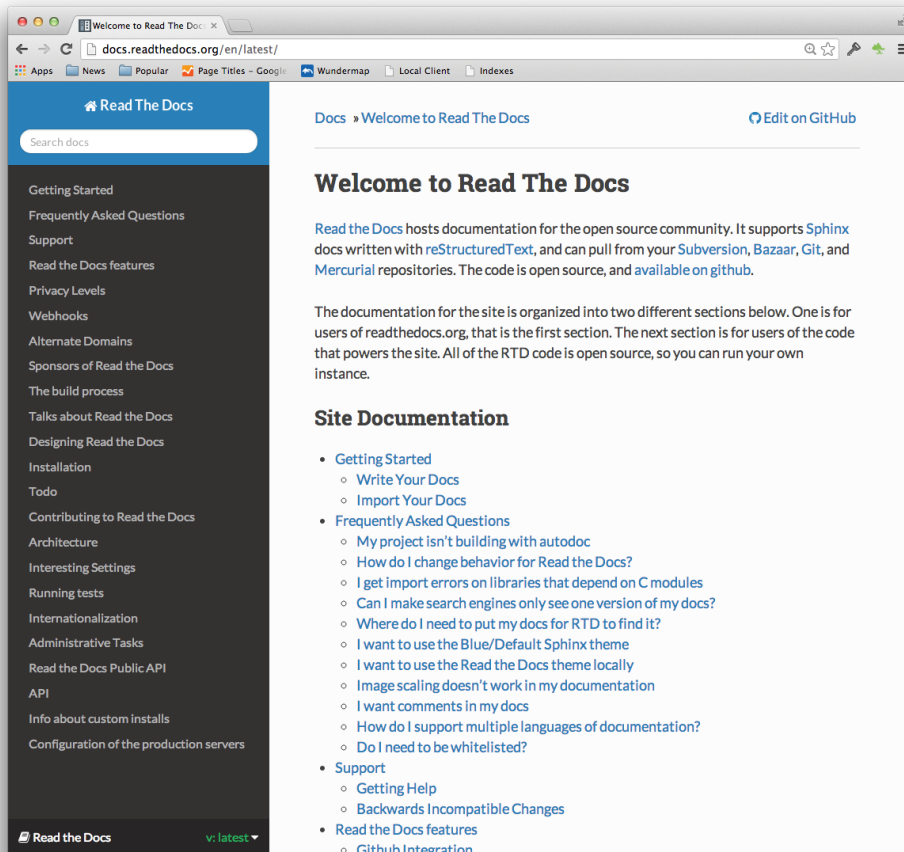 Welcome to Read The Docs
docs.readthedocs.org/en/latest/
Apps News Popular Page Titles – Google Wundermap Local Client Indexes
Read The Docs
Search docs
Getting Started
Frequently Asked Questions
Support
Read the Docs features
Privacy Levels
Webhooks
Alternate Domains
Sponsors of Read the Docs
The build process
Talks about Read the Docs
Designing Read the Docs
Installation
Todo
Contributing to Read the Docs
Architecture
Interesting Settings
Running tests
Internationalization
Administrative Tasks
Read the Docs Public API
API
Info about custom installs
Configuration of the production servers
Read the Docs v: latest
Docs » Welcome to Read The Docs Edit on GitHub
Welcome to Read The Docs
Read the Docs hosts documentation for the open source community. It supports Sphinx
docs written with reStructuredText, and can pull from your Subversion, Bazaar, Git, and
Mercurial repositories. The code is open source, and available on github.
The documentation for the site is organized into two different sections below. One is for
users of readthedocs.org, that is the first section. The next section is for users of the code
that powers the site. All of the RTD code is open source, so you can run your own
instance.
Site Documentation
Getting Started
Write Your Docs
Import Your Docs
Frequently Asked Questions
My project isn't building with autodoc
How do I change behavior for Read the Docs?
I get import errors on libraries that depend on C modules
Can I make search engines only see one version of my docs?
Where do I need to put my docs for RTD to find it?
I want to use the Blue/Default Sphinx theme
I want to use the Read the Docs theme locally
Image scaling doesn't work in my documentation
I want comments in my docs
How do I support multiple languages of documentation?
Do I need to be whitelisted?
Support
Getting Help
Backwards Incompatible Changes
Read the Docs features
Github Integration